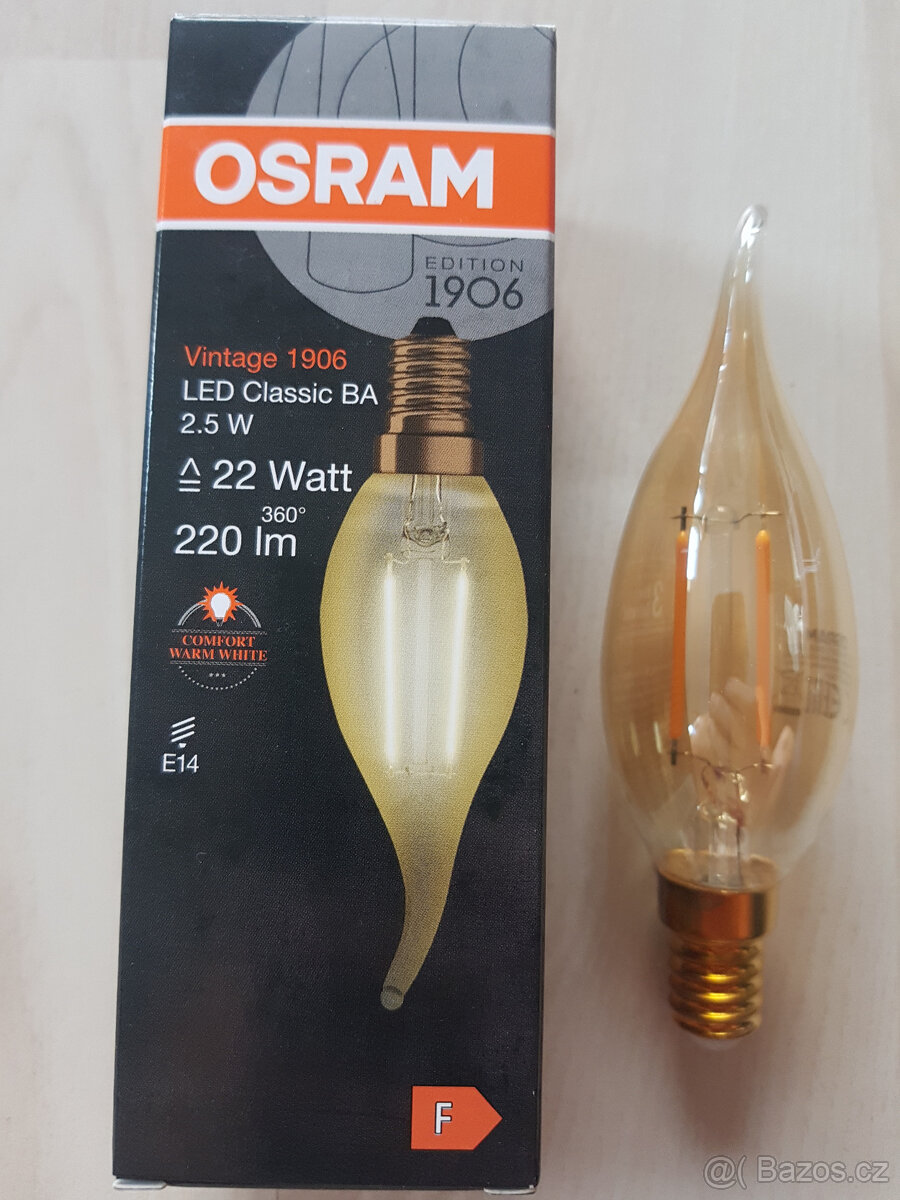 OSRAM
EDITION
1906
Vintage 1906
LED Classic BA
2.5 W
≙ 22 Watt
360°
220 lm
COMFORT
WARM WHITE
E14
F
@( Bazos.cz